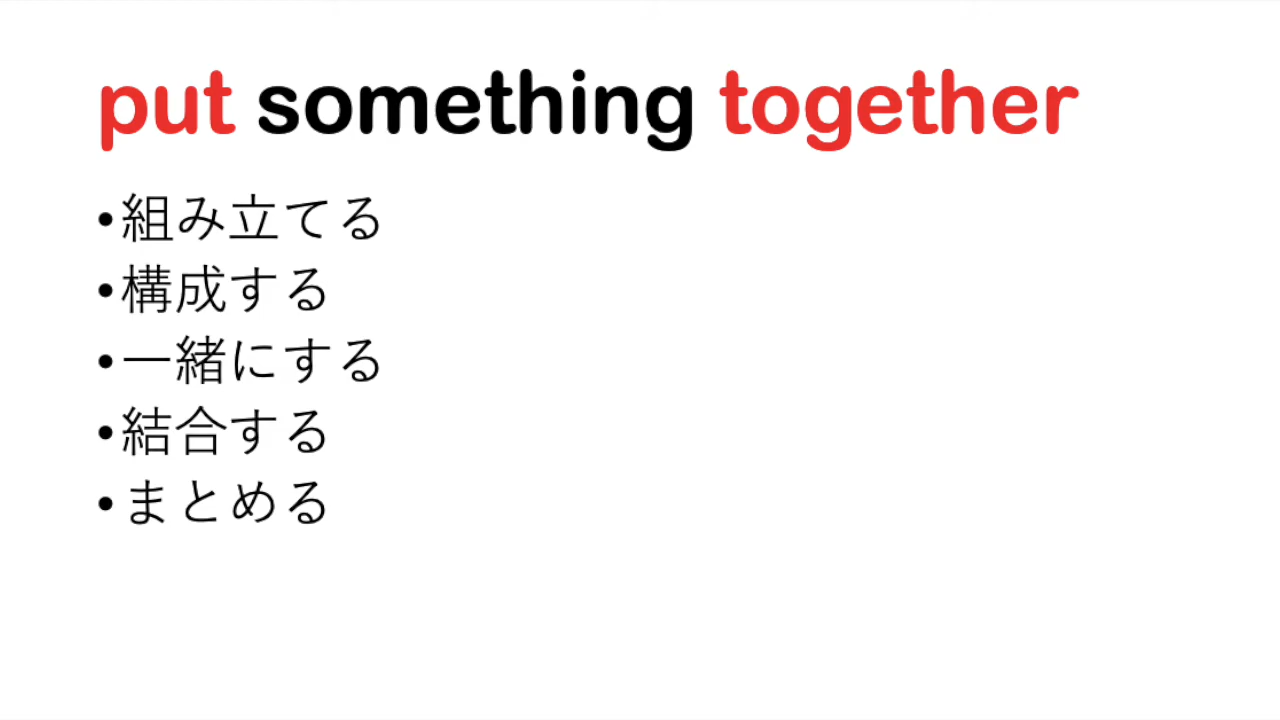 put something together
•組み立てる
•構成する
•一緒にする
•結合する
•まとめる